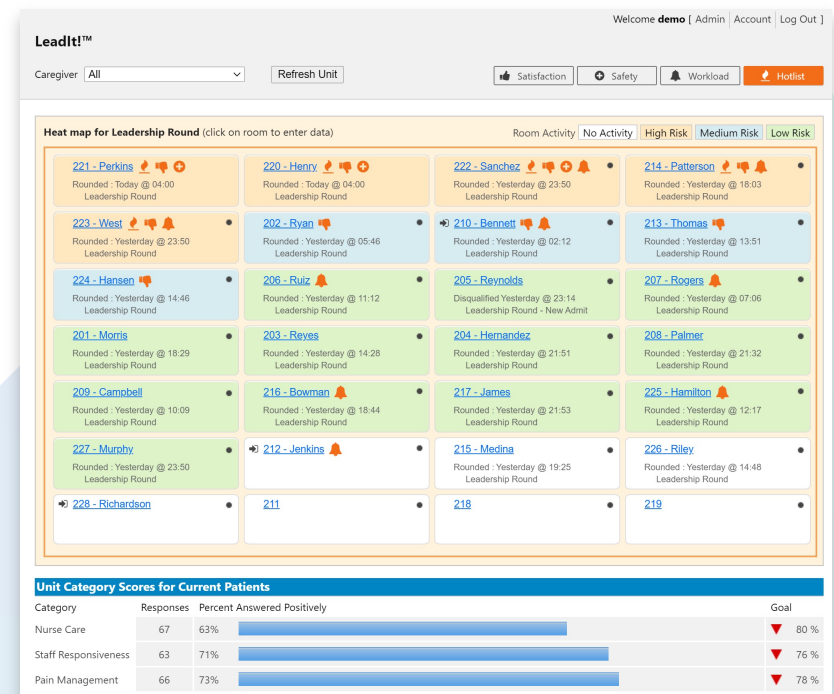 Welcome demo [ Admin Account Log Out ]
LeadIt!™
Caregiver All Refresh Unit Satisfaction Safety Workload Hotlist
Heat map for Leadership Round (click on room to enter data) Room Activity No Activity High Risk Medium Risk Low Risk
221 - Perkins 220 - Henry 222 - Sanchez 214 - Patterson
Rounded : Today @ 04:00 Rounded : Today @ 04:00 Rounded : Yesterday @ 23:50 Rounded : Yesterday @ 18:03
Leadership Round Leadership Round Leadership Round Leadership Round
223 - West 202 - Ryan 210 - Bennett 213 - Thomas
Rounded : Yesterday @ 23:50 Rounded : Yesterday @ 05:46 Rounded : Yesterday @ 02:12 Rounded : Yesterday @ 13:51
Leadership Round Leadership Round Leadership Round Leadership Round
224 - Hansen 206 - Ruiz 205 - Reynolds 207 - Rogers
Rounded : Yesterday @ 14:46 Rounded : Yesterday @ 11:12 Disqualified Yesterday @ 23:14 Rounded : Yesterday @ 07:06
Leadership Round Leadership Round Leadership Round - New Admit Leadership Round
201 - Morris 203 - Reyes 204 - Hernandez 208 - Palmer
Rounded : Yesterday @ 18:29 Rounded : Yesterday @ 14:28 Rounded : Yesterday @ 21:51 Rounded : Yesterday @ 21:32
Leadership Round Leadership Round Leadership Round Leadership Round
209 - Campbell 216 - Bowman 217 - James 225 - Hamilton
Rounded : Yesterday @ 10:09 Rounded : Yesterday @ 18:44 Rounded : Yesterday @ 21:53 Rounded : Yesterday @ 12:17
Leadership Round Leadership Round Leadership Round Leadership Round
227 - Murphy 212 - Jenkins 215 - Medina 226 - Riley
Rounded : Yesterday @ 23:50 Rounded : Yesterday @ 19:25 Rounded : Yesterday @ 14:48
Leadership Round Leadership Round Leadership Round
228 - Richardson 211 218 219
Unit Category Scores for Current Patients
Category Responses Percent Answered Positively Goal
Nurse Care 67 63% 80 %
Staff Responsiveness 63 71% 76 %
Pain Management 66 73% 78 %